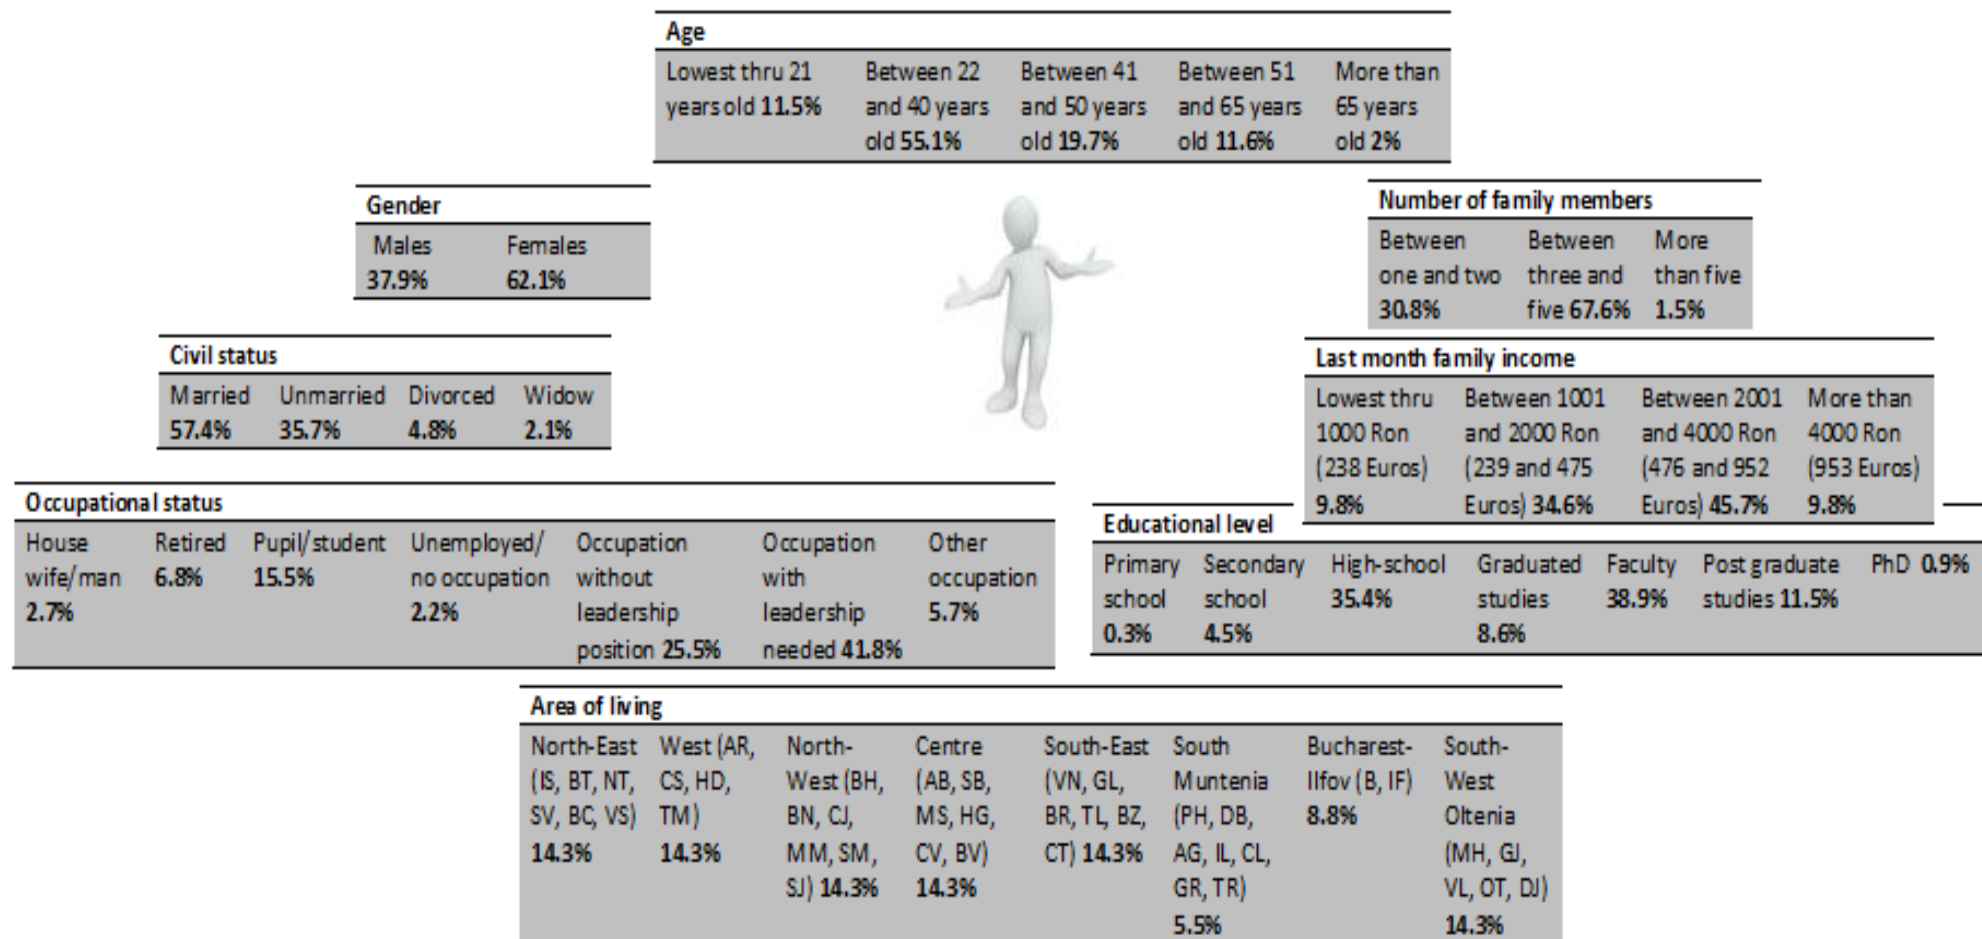 Age
Lowest thru 21 years old 11.5%
Between 22 and 40 years old 55.1%
Between 41 and 50 years old 19.7%
Between 51 and 65 years old 11.6%
More than 65 years old 2%
Gender
Males 37.9%
Females 62.1%
Number of family members
Between one and two 30.8%
Between three and five 67.6%
More than five 1.5%
Civil status
Married 57.4%
Unmarried 35.7%
Divorced 4.8%
Widow 2.1%
Last month family income
Lowest thru 1000 Ron (238 Euros) 9.8%
Between 1001 and 2000 Ron (239 and 475 Euros) 34.6%
Between 2001 and 4000 Ron (476 and 952 Euros) 45.7%
More than 4000 Ron (953 Euros) 9.8%
Occupational status
House wife/man 2.7%
Retired 6.8%
Pupil/student 15.5%
Unemployed/ no occupation 2.2%
Occupation without leadership position 25.5%
Occupation with leadership needed 41.8%
Other occupation 5.7%
Educational level
Primary school 0.3%
Secondary school 4.5%
High-school 35.4%
Graduated studies 8.6%
Faculty 38.9%
Post graduate studies 11.5%
PhD 0.9%
Area of living
North-East (IS, BT, NT, SV, BC, VS) 14.3%
West (AR, CS, HD, TM) 14.3%
North-West (BH, BN, CJ, MM, SM, SJ) 14.3%
Centre (AB, SB, MS, HG, CV, BV) 14.3%
South-East (VN, GL, BR, TL, BZ, CT) 14.3%
South Muntenia (PH, DB, AG, IL, CL, GR, TR) 5.5%
Bucharest-Ilfov (B, IF) 8.8%
South-West Oltenia (MH, GJ, VL, OT, DJ) 14.3%